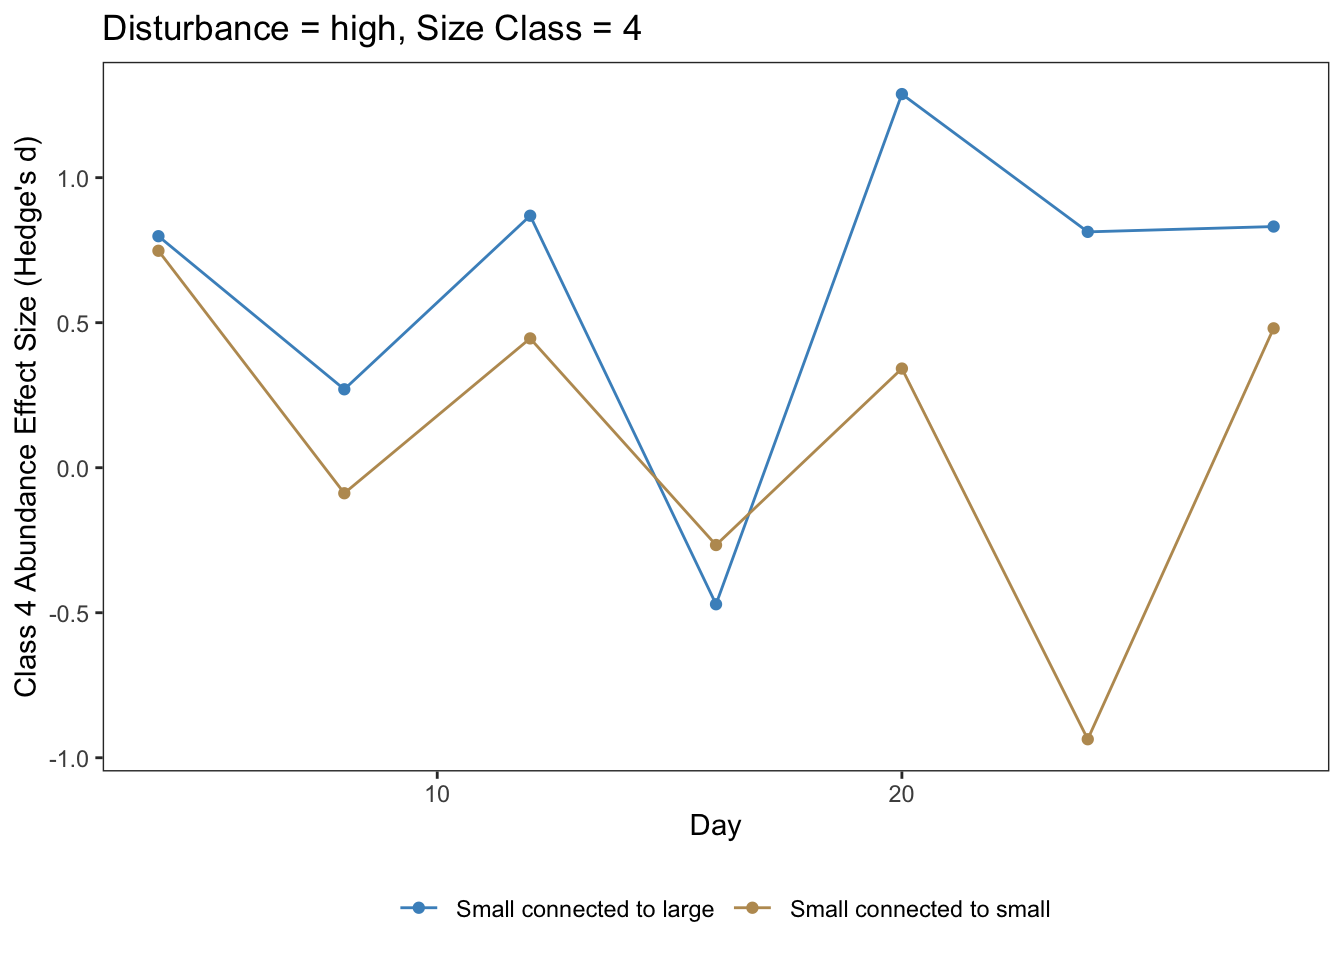 Disturbance = high, Size Class = 4
Class 4 Abundance Effect Size (Hedge's d)
1.0
0.5
0.0
-0.5
-1.0
10 20
Day
Small connected to large Small connected to small